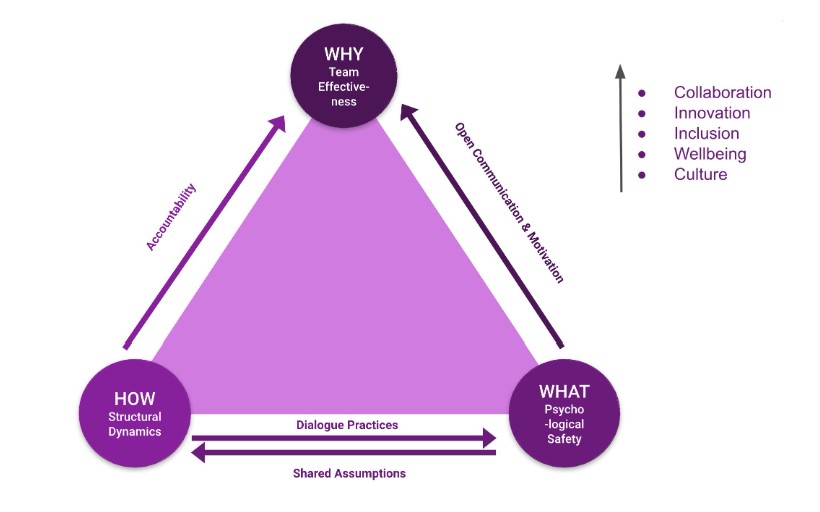 WHY
Team
Effective-
ness
Collaboration
Innovation
Inclusion
Wellbeing
Culture
Accountability
Open Communication & Motivation
HOW
Structural
Dynamics
WHAT
Psycho
-logical
Safety
Dialogue Practices
Shared Assumptions